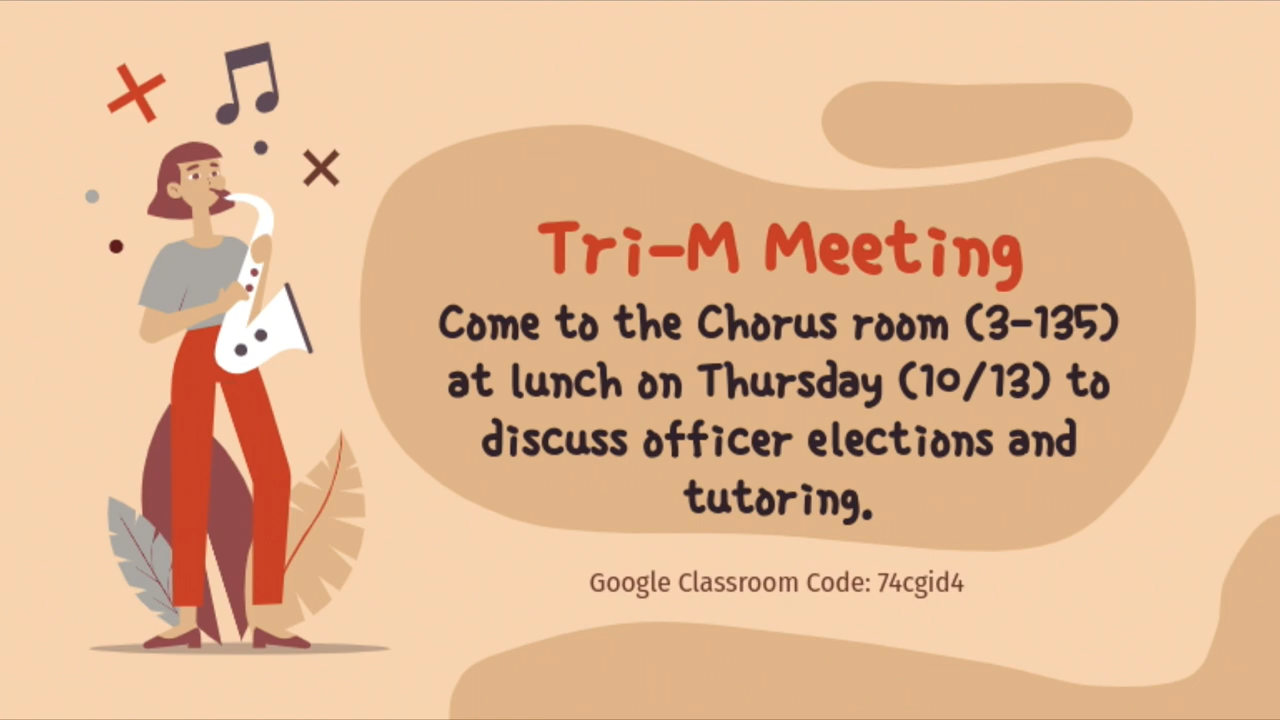 Tri-M Meeting
Come to the Chorus room (3-135)
at lunch on Thursday (10/13) to
discuss officer elections and
tutoring.
Google Classroom Code: 74cgid4